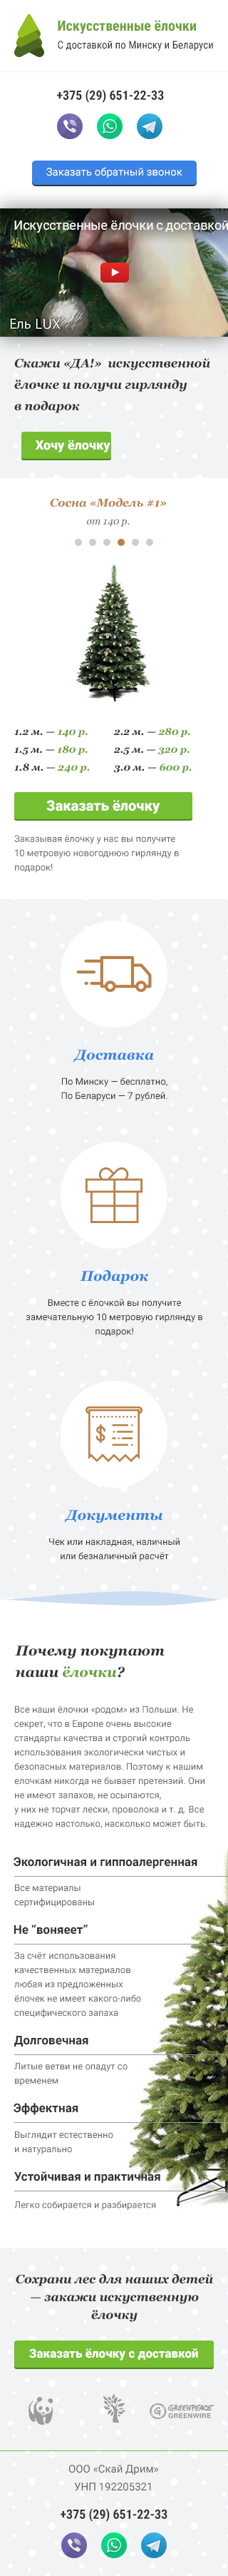 Искусственные ёлочки
С доставкой по Минску и Беларуси
+375 (29) 651-22-33
Заказать обратный звонок
Искусственные ёлочки с доставкой
Ель LUX
Скажи «ДА!» искусственной
ёлочке и получи гирлянду
в подарок
Хочу ёлочку
Сосна «Модель #1»
от 140 р.
1.2 м. — 140 р. 2.2 м. — 280 р.
1.5 м. — 180 р. 2.5 м. — 320 р.
1.8 м. — 240 р. 3.0 м. — 600 р.
Заказать ёлочку
Заказывая ёлочку у нас вы получите
10 метровую новогоднюю гирлянду в
подарок!
Доставка
По Минску — бесплатно,
По Беларуси — 7 рублей.
Подарок
Вместе с ёлочкой вы получите
замечательную 10 метровую гирлянду в
подарок!
Документы
Чек или накладная, наличный
или безналичный расчёт
Почему покупают
наши ёлочки?
Все наши ёлочки «родом» из Польши. Не
секрет, что в Европе очень высокие
стандарты качества и строгий контроль
использования экологически чистых и
безопасных материалов. Поэтому к нашим
елочкам никогда не бывает претензий. Они
не имеют запахов, не осыпаются,
у них не торчат лески, проволока и т. д. Все
надежно настолько, насколько может быть.
Экологичная и гиппоалергенная
Все материалы
сертифицированы
Не "воняеет"
За счёт использования
качественных материалов
любая из предложенных
ёлочек не имеет какого-либо
специфического запаха
Долговечная
Литые ветви не опадут со
временем
Эффектная
Выглядит естественно
и натурально
Устойчивая и практичная
Легко собирается и разбирается
Сохрани лес для наших детей
— закажи искуственную
ёлочку
Заказать ёлочку с доставкой
GREENPEACE
GREENWIRE
ООО «Скай Дрим»
УНП 192205321
+375 (29) 651-22-33